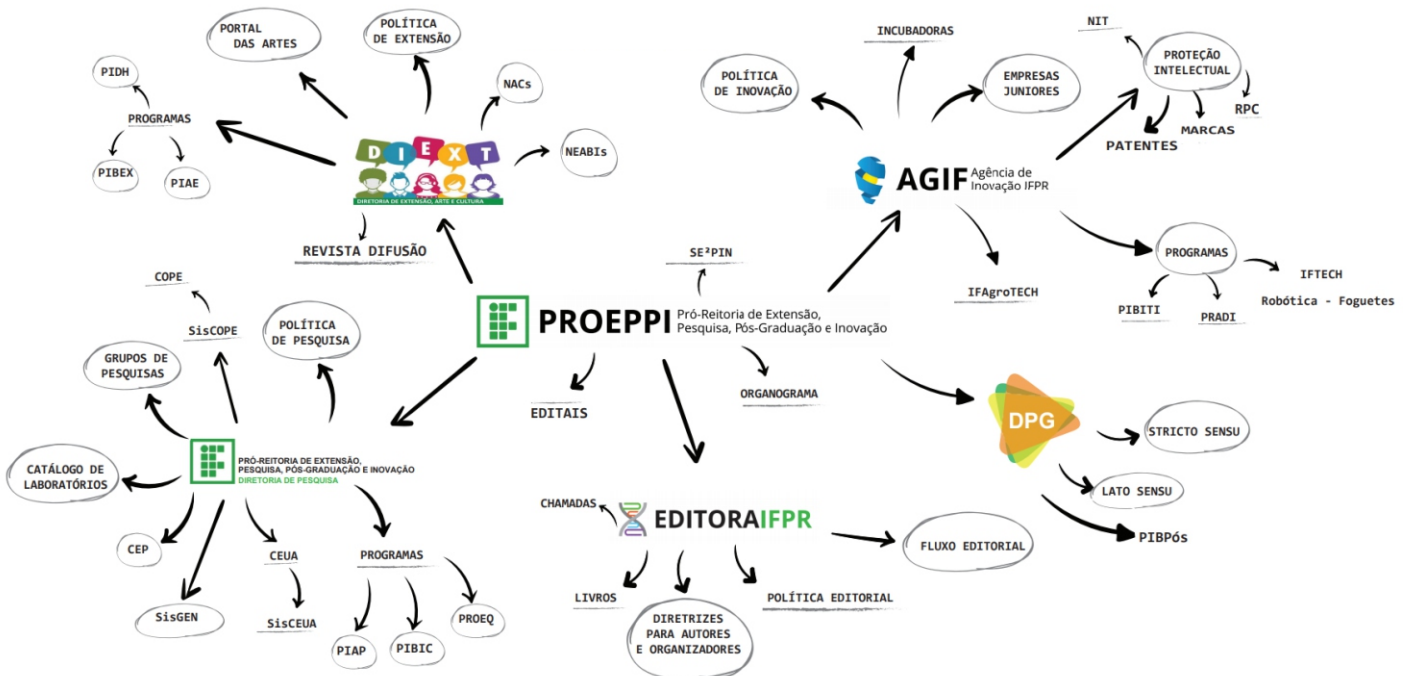 PORTAL
DAS ARTES
POLÍTICA
DE EXTENSÃO
PIDH
PROGRAMAS
PIBEX
PIAE
NACs
NEABIs
DIEXT
DIRETORIA DE EXTENSÃO, ARTE E CULTURA
REVISTA DIFUSÃO
INCUBADORAS
POLÍTICA
DE INOVAÇÃO
EMPRESAS
JUNIORES
NIT
PROTEÇÃO
INTELECTUAL
RPC
MARCAS
PATENTES
AGIF Agência de
Inovação IFPR
IFAgroTECH
PROGRAMAS
IFTECH
Robótica - Foguetes
PIBITI
PRADI
SE²PIN
PROEPPI Pró-Reitoria de Extensão,
Pesquisa, Pós-Graduação e Inovação
EDITAIS
ORGANOGRAMA
COPE
SisCOPE
POLÍTICA
DE PESQUISA
GRUPOS DE
PESQUISAS
CATÁLOGO DE
LABORATÓRIOS
PRÓ-REITORIA DE EXTENSÃO,
PESQUISA, PÓS-GRADUAÇÃO E INOVAÇÃO
DIRETORIA DE PESQUISA
CEP
SisGEN
CEUA
SisCEUA
PROGRAMAS
PIAP
PIBIC
PROEQ
CHAMADAS
EDITORAIFPR
LIVROS
DIRETRIZES
PARA AUTORES
E ORGANIZADORES
POLÍTICA EDITORIAL
FLUXO EDITORIAL
DPG
STRICTO SENSU
LATO SENSU
PIBPós